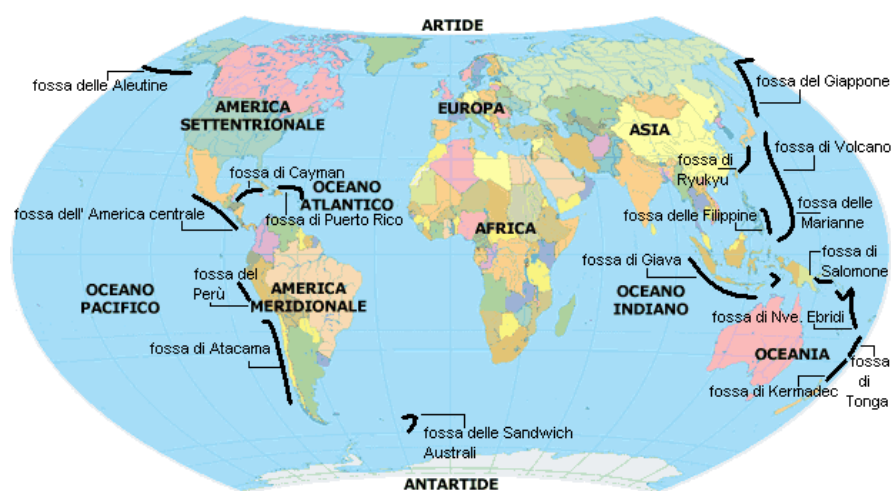 ARTIDE
fossa delle Aleutine
AMERICA
SETTENTRIONALE
EUROPA
ASIA
fossa del Giappone
fossa di Volcano
fossa di
Ryukyu
fossa di Cayman
OCEANO
ATLANTICO
fossa di Puerto Rico
fossa dell' America centrale
AFRICA
fossa delle Filippine
fossa delle
Marianne
fossa di
Salomone
fossa di Giava
OCEANO
PACIFICO
fossa del
Perù
AMERICA
MERIDIONALE
OCEANO
INDIANO
fossa di Nve. Ebridi
fossa di Atacama
OCEANIA
fossa
di
Tonga
fossa di Kermadec
fossa delle Sandwich
Australi
ANTARTIDE